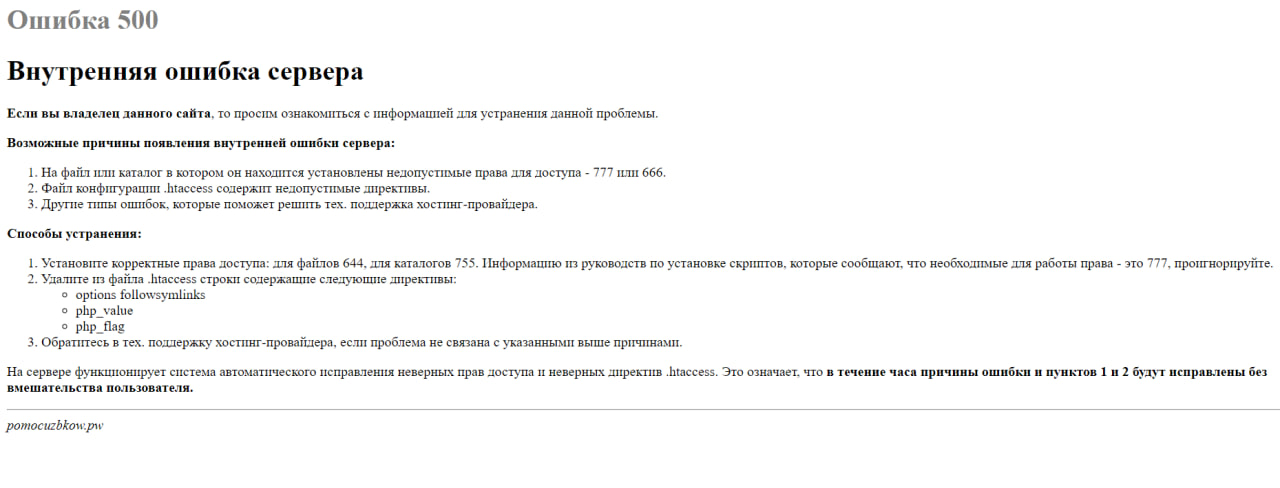 Ошибка 500
Внутренняя ошибка сервера
Если вы владелец данного сайта, то просим ознакомиться с информацией для устранения данной проблемы.
Возможные причины появления внутренней ошибки сервера:
1. На файл или каталог в котором он находится установлены недопустимые права для доступа - 777 или 666.
2. Файл конфигурации .htaccess содержит недопустимые директивы.
3. Другие типы ошибок, которые поможет решить тех. поддержка хостинг-провайдера.
Способы устранения:
1. Установите корректные права доступа: для файлов 644, для каталогов 755. Информацию из руководств по установке скриптов, которые сообщают, что необходимые для работы права - это 777, проигнорируйте.
2. Удалите из файла .htaccess строки содержащие следующие директивы:
options followsymlinks
php_value
php_flag
3. Обратитесь в тех. поддержку хостинг-провайдера, если проблема не связана с указанными выше причинами.
На сервере функционирует система автоматического исправления неверных прав доступа и неверных директив .htaccess. Это означает, что в течение часа причины ошибки и пунктов 1 и 2 будут исправлены без
вмешательства пользователя.
pomocuzbkow.pw